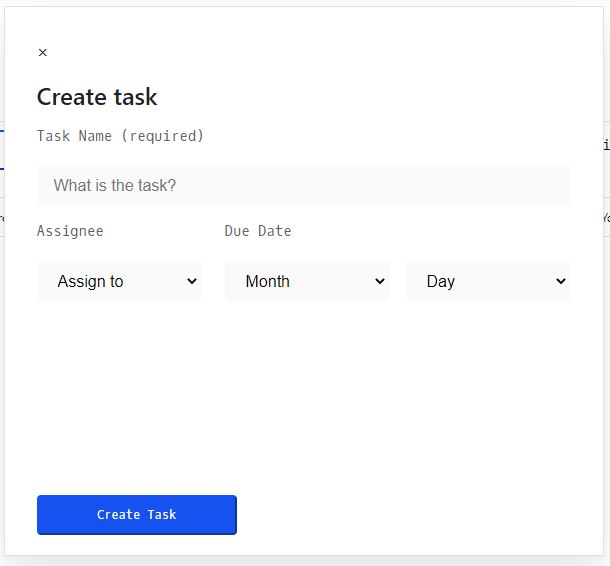 ×
Create task
Task Name (required)
What is the task?
Assignee Due Date
Assign to Month Day
Create Task